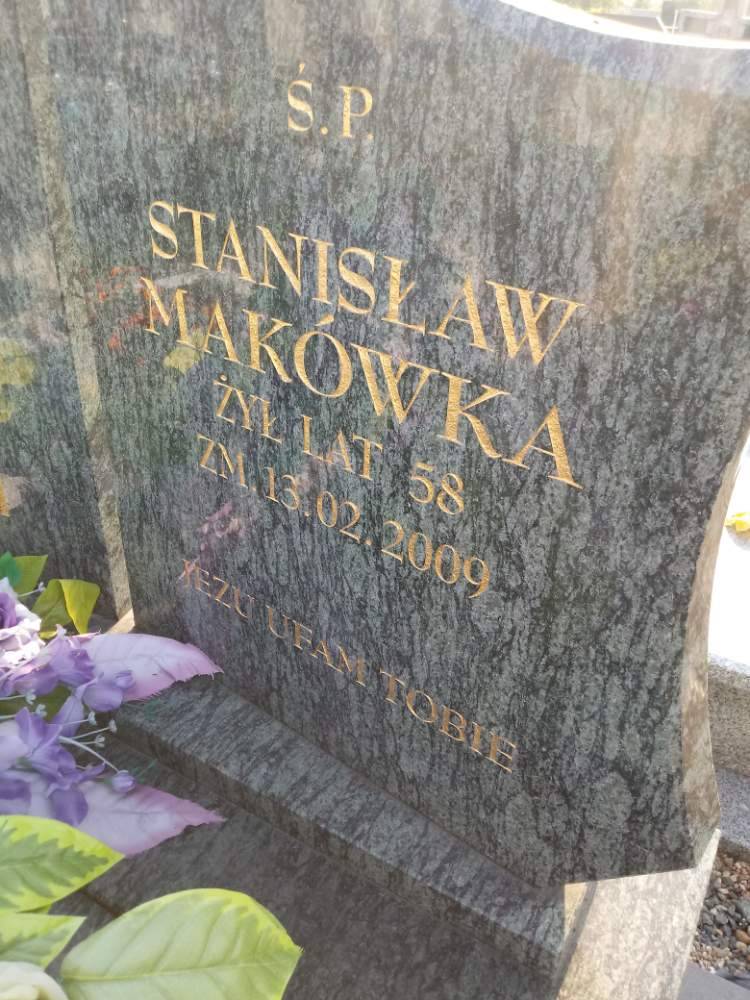 Ś.P.
STANISŁAW
MAKÓWKA
ŻYŁ LAT 58
ZM. 13.02.2009
JEZU UFAM TOBIE